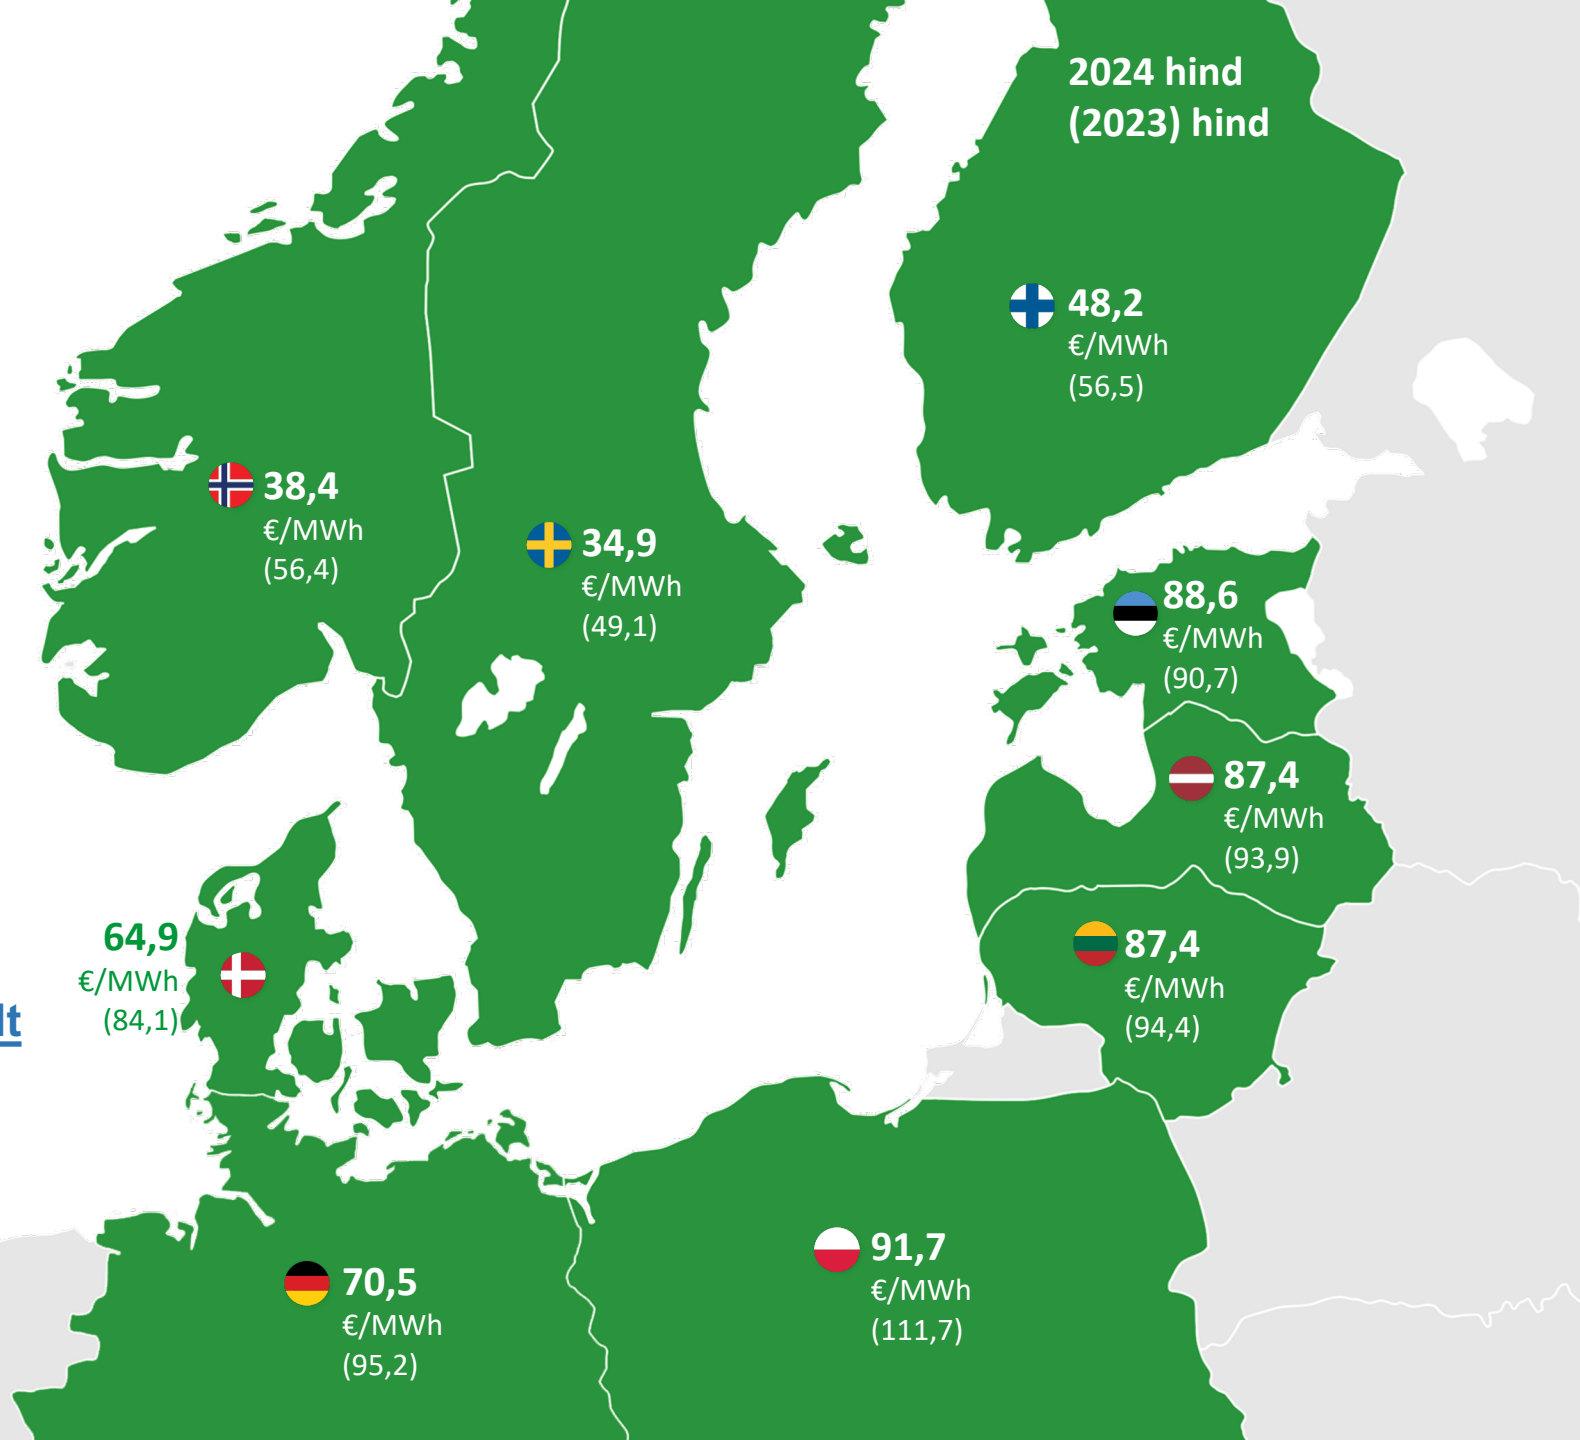 2024 hind
(2023) hind
48,2
€/MWh
(56,5)
38,4
€/MWh
(56,4)
34,9
€/MWh
(49,1)
88,6
€/MWh
(90,7)
87,4
€/MWh
(93,9)
64,9
€/MWh
(84,1)
87,4
€/MWh
(94,4)
lt
91,7
€/MWh
(111,7)
70,5
€/MWh
(95,2)